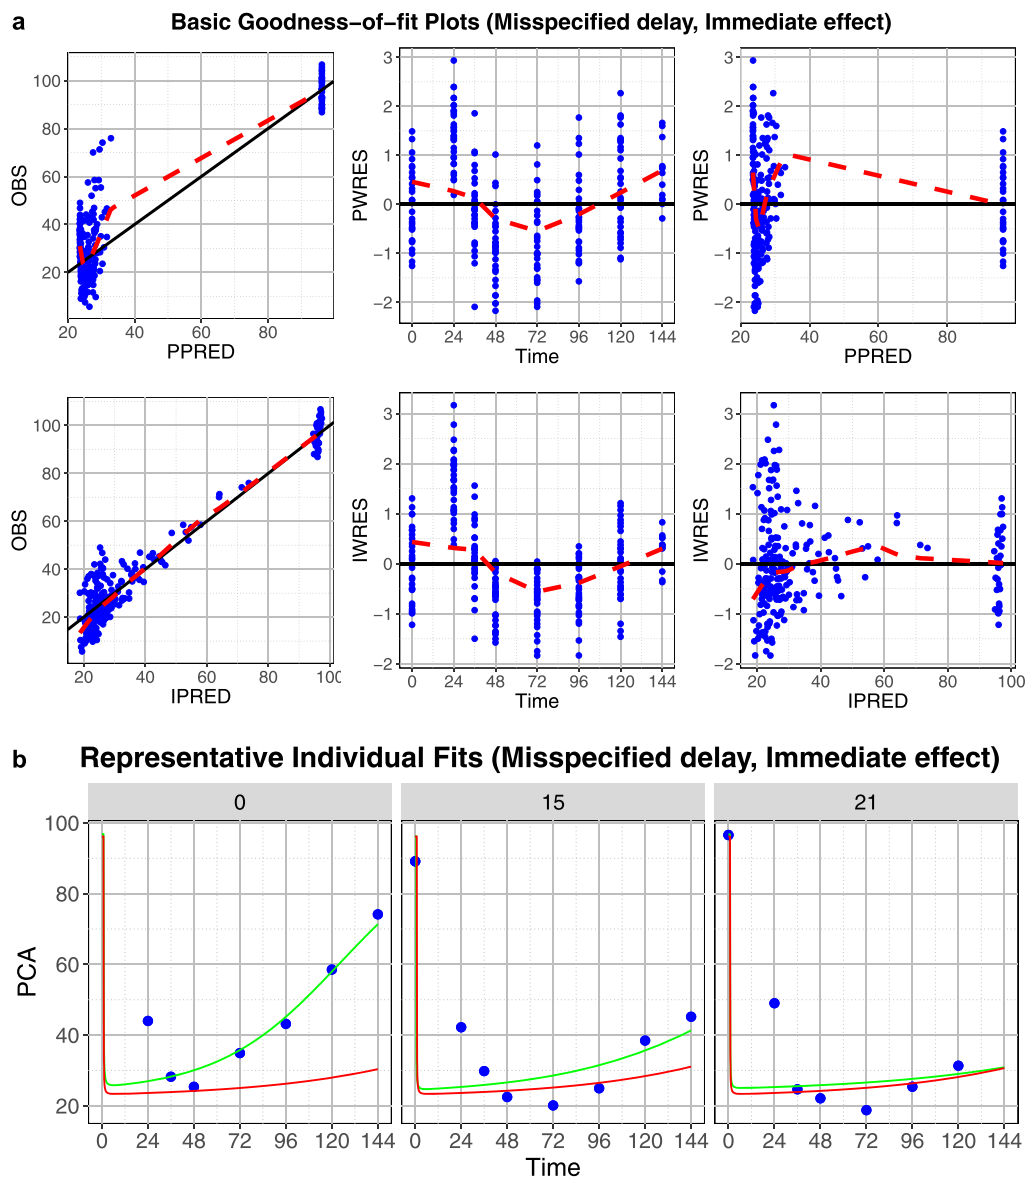 a
Basic Goodness−of−fit Plots (Misspecified delay, Immediate effect)
OBS
100
80
60
40
20
20 40 60 80
PPRED
PWRES
3
2
1
0
−1
−2
0 24 48 72 96 120 144
Time
PWRES
3
2
1
0
−1
−2
20 40 60 80
PPRED
OBS
100
80
60
40
20
20 40 60 80 100
IPRED
IWRES
3
2
1
0
−1
−2
0 24 48 72 96 120 144
Time
IWRES
3
2
1
0
−1
−2
20 40 60 80 100
IPRED
b
Representative Individual Fits (Misspecified delay, Immediate effect)
0 15 21
PCA
100
80
60
40
20
0 24 48 72 96 120 144 0 24 48 72 96 120 144 0 24 48 72 96 120 144
Time